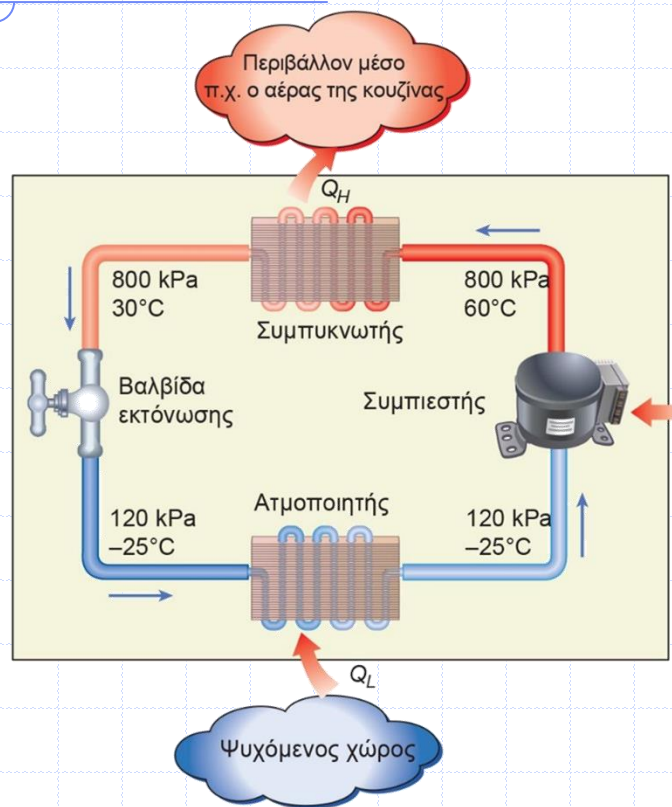 Περιβάλλον μέσο
π.χ. ο αέρας της κουζίνας
Q_H
800 kPa
30°C
800 kPa
60°C
Συμπυκνωτής
Βαλβίδα
εκτόνωσης
Συμπιεστής
Ατμοποιητής
120 kPa
–25°C
120 kPa
–25°C
Q_L
Ψυχόμενος χώρος